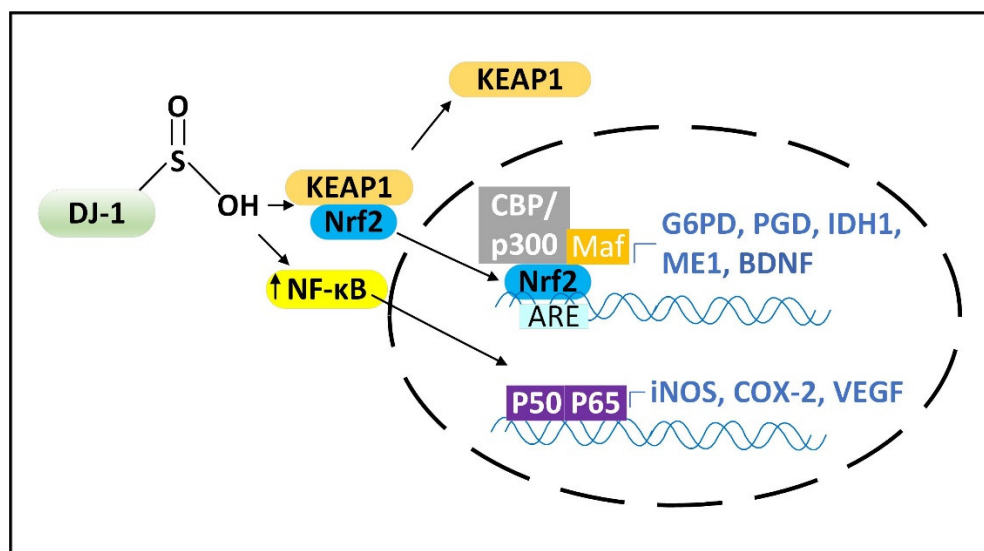 KEAP1
O
S
DJ-1
OH
KEAP1
Nrf2
↑ NF-κB
CBP/
p300
Maf
Nrf2
ARE
G6PD, PGD, IDH1,
ME1, BDNF
P50 P65
iNOS, COX-2, VEGF